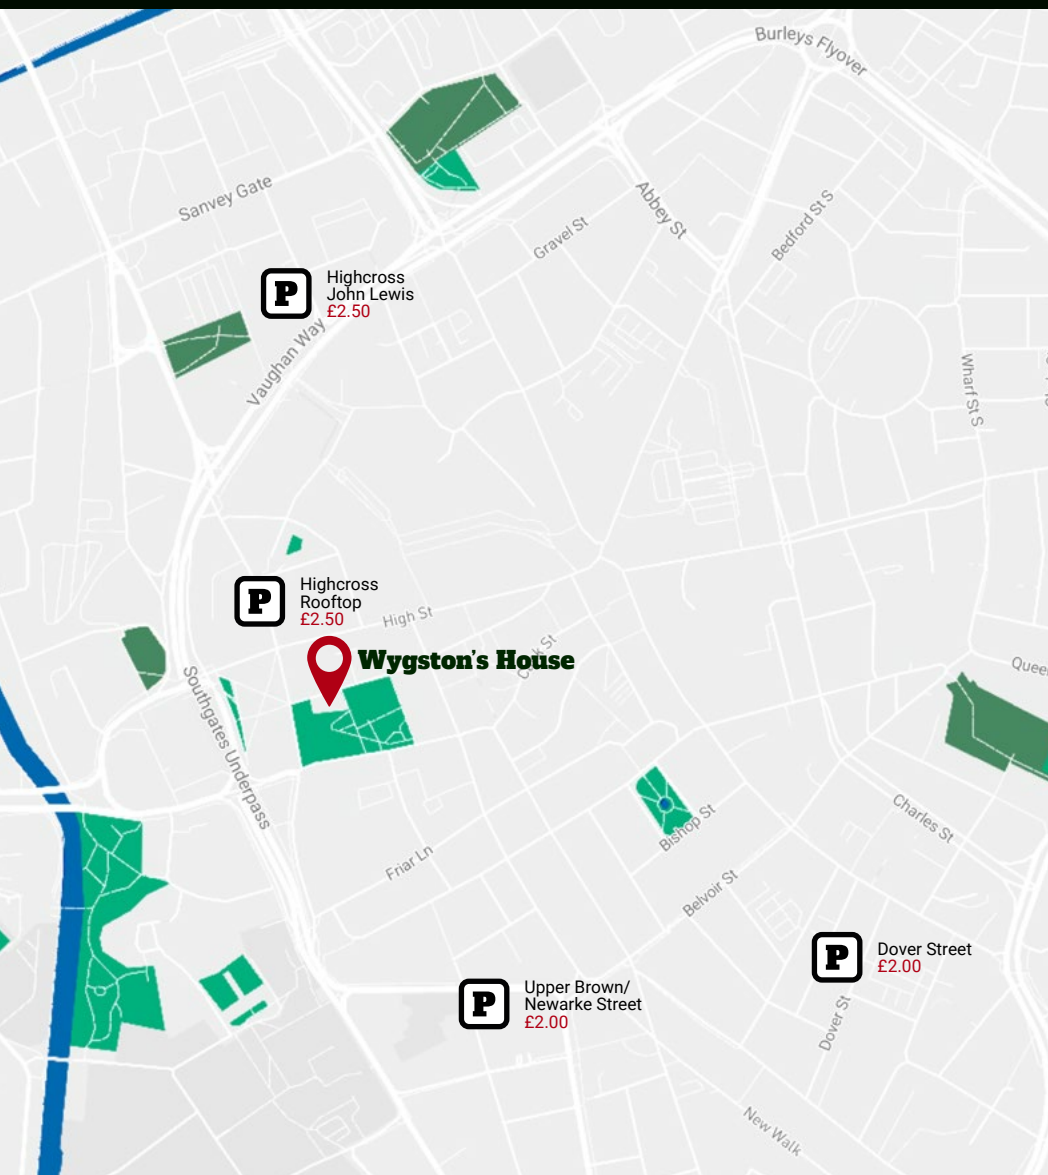 Burleys Flyover
Sanvey Gate
Abbey St
Gravel St
Bedford St S
P
Highcross
John Lewis
£2.50
Vaughan Way
Wharf St S
P
Highcross
Rooftop
£2.50
High St
Wygston's House
St
Southgates Underpass
Charles St
Bishop St
Friar Ln
Belvoir St
P
Dover Street
£2.00
P
Upper Brown/
Newarke Street
£2.00
Dover St
New Walk